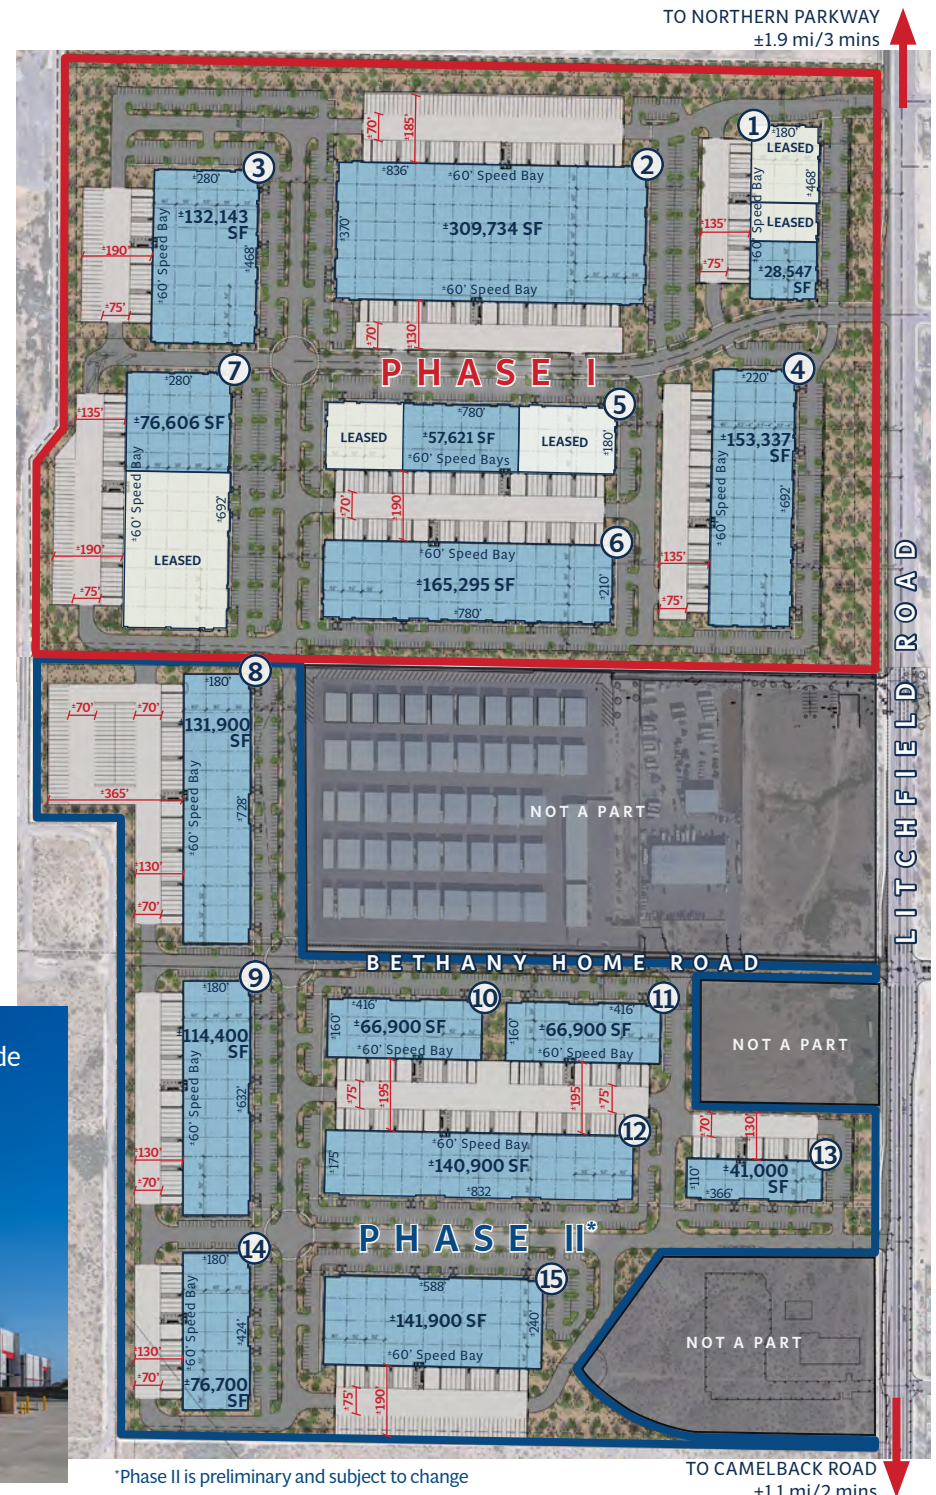 TO NORTHERN PARKWAY
±1.9 mi/3 mins
1
±180'
LEASED
±60' Speed Bay
±468'
LEASED
±135'
±75'
±28,547
SF
±70'
±185'
2
±836'
±60' Speed Bay
±370'
±309,734 SF
±60' Speed Bay
±70'
±130'
3
±280'
±132,143
SF
±60' Speed Bay
±468'
±190'
±75'
PHASE I
7
±280'
±135'
±76,606 SF
±60' Speed Bay
±692'
±190'
LEASED
±75'
5
±780'
LEASED
±57,621 SF
LEASED
±60' Speed Bays
±180'
±70'
±190'
6
±60' Speed Bay
±165,295 SF
±210'
±780'
4
±220'
±153,337
SF
±60' Speed Bay
±692'
±135'
±75'
LITCHFIELD ROAD
8
±180'
±70'
±70'
131,900
SF
±365'
±60' Speed Bay
±728'
±130'
±70'
NOT A PART
BETHANY HOME ROAD
9
±180'
114,400
SF
±60' Speed Bay
±632'
±130'
±70'
10
±416'
±160'
±66,900 SF
±60' Speed Bay
11
±416'
±160'
±66,900 SF
±60' Speed Bay
±75'
±195'
±195'
±75'
NOT A PART
12
±60' Speed Bay
±175'
±140,900 SF
±832
±70'
130'
13
±110'
±41,000
SF
±366'
PHASE II*
14
±180'
±60' Speed Bay
±424'
±130'
±70'
±76,700
SF
15
±588'
±141,900 SF
±240'
±60' Speed Bay
±75'
±190'
NOT A PART
de
*Phase II is preliminary and subject to change
TO CAMELBACK ROAD
±1.1 mi/2 mins